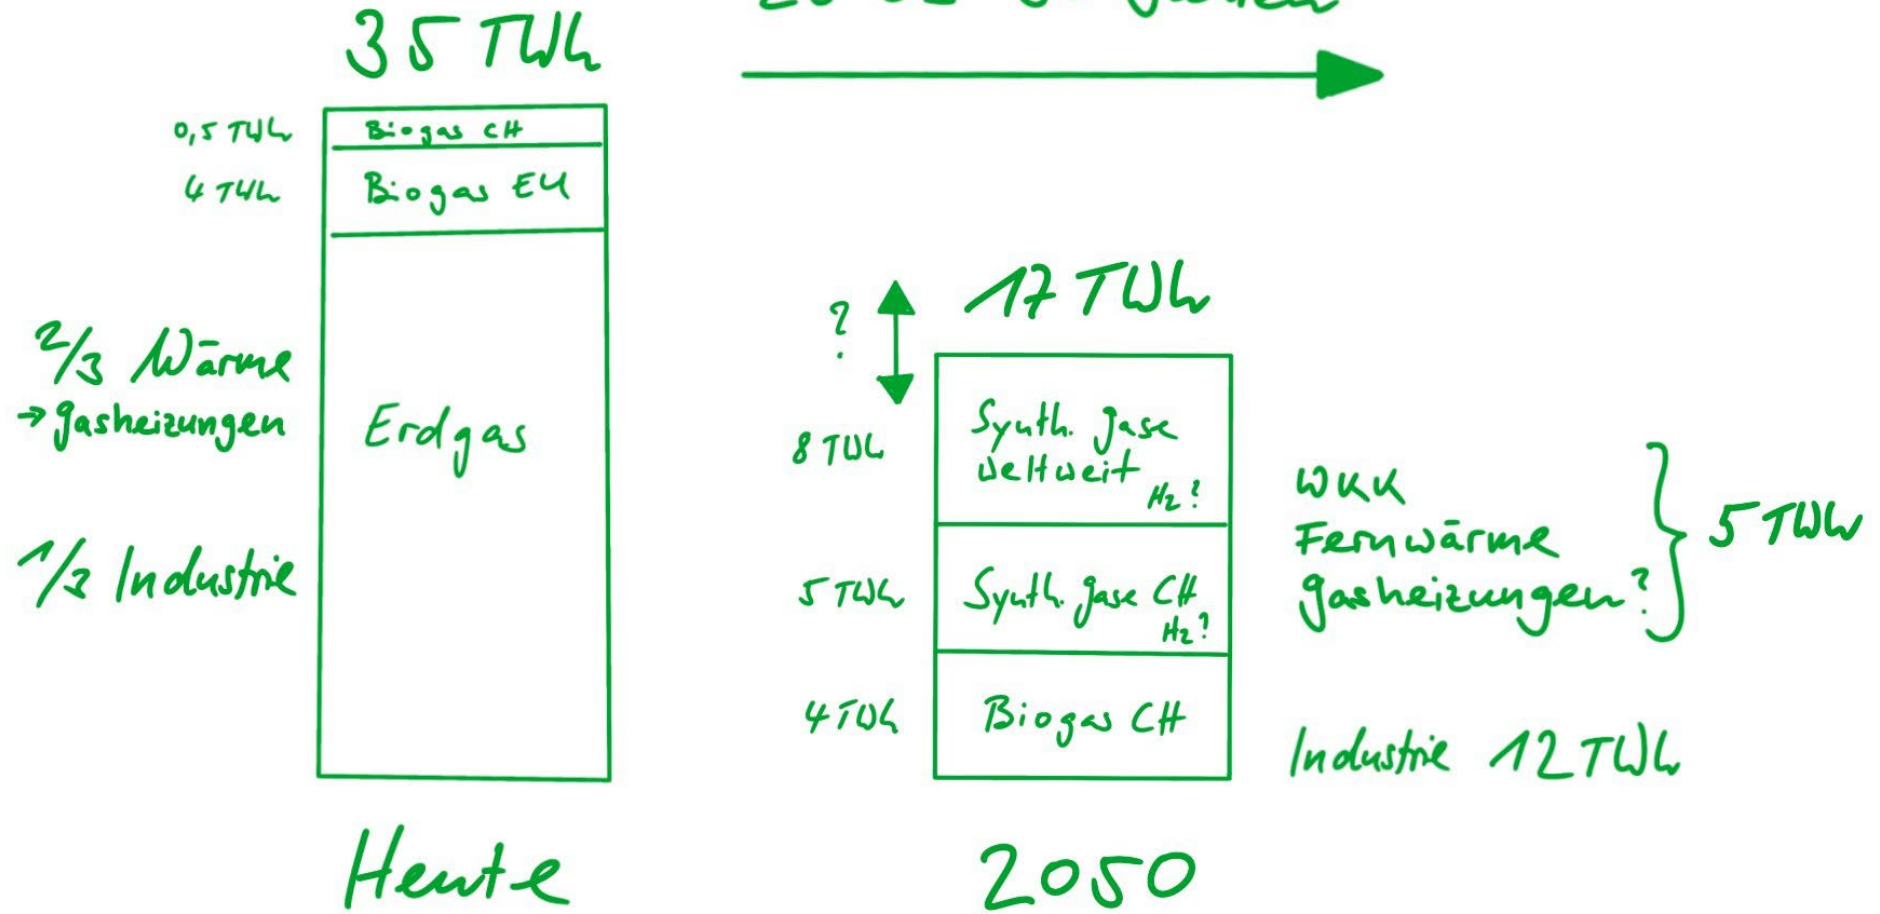 35 TWh
0,5 TWh
Biogas CH
4 TWh
Biogas EU
2/3 Wärme
→ Gasheizungen
Erdgas
1/3 Industrie
Heute
?
17 TWh
8 TWh
Synth. Gase
weltweit
H2?
5 TWh
Synth. Gase CH
H2?
4 TWh
Biogas CH
WKK
Fernwärme
Gasheizungen?
5 TWh
Industrie 12 TWh
2050